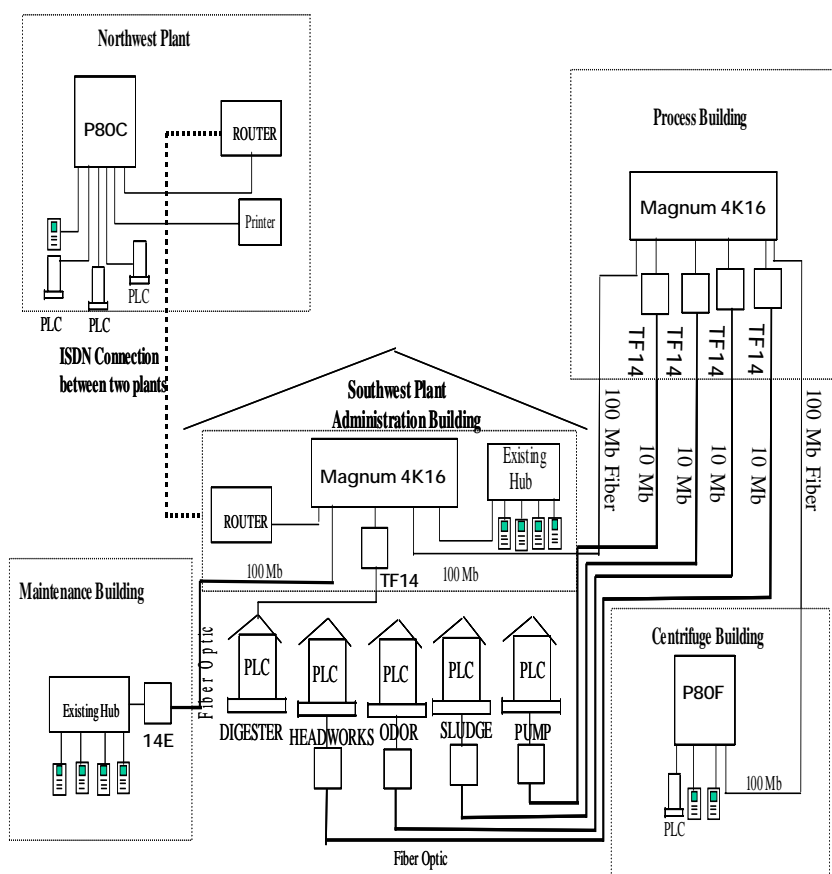 Northwest Plant
P80C
ROUTER
Printer
PLC
PLC
PLC
ISDN Connection
between two plants
Process Building
Magnum 4K16
TF14
TF14
TF14
TF14
100 Mb Fiber
10 Mb
10 Mb
10 Mb
10 Mb
100 Mb Fiber
Southwest Plant
Administration Building
Magnum 4K16
Existing
Hub
ROUTER
100 Mb
TF14
100 Mb
Maintenance Building
Existing Hub
14E
Fiber Optic
PLC
PLC
PLC
PLC
PLC
DIGESTER
HEADWORKS
ODOR
SLUDGE
PUMP
Fiber Optic
Centrifuge Building
P80F
PLC
100 Mb